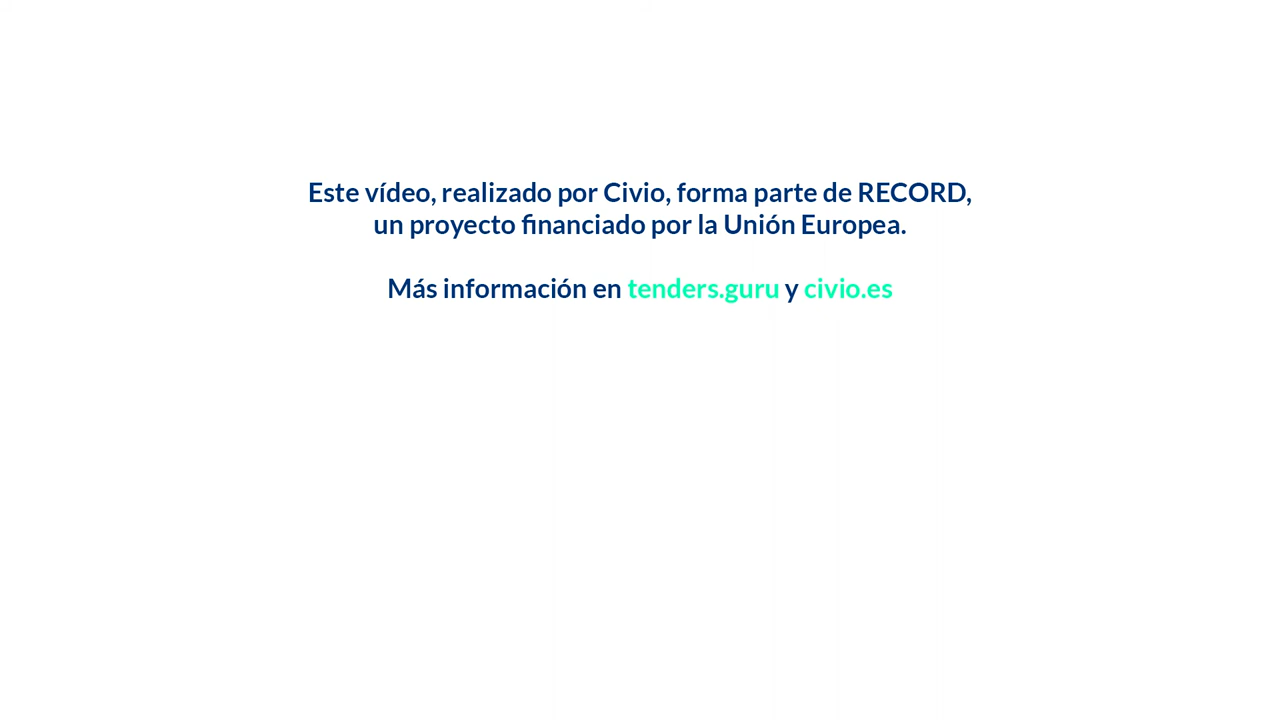 Este vídeo, realizado por Civio, forma parte de RECORD,
un proyecto financiado por la Unión Europea.
Más información en tenders.guru y civio.es